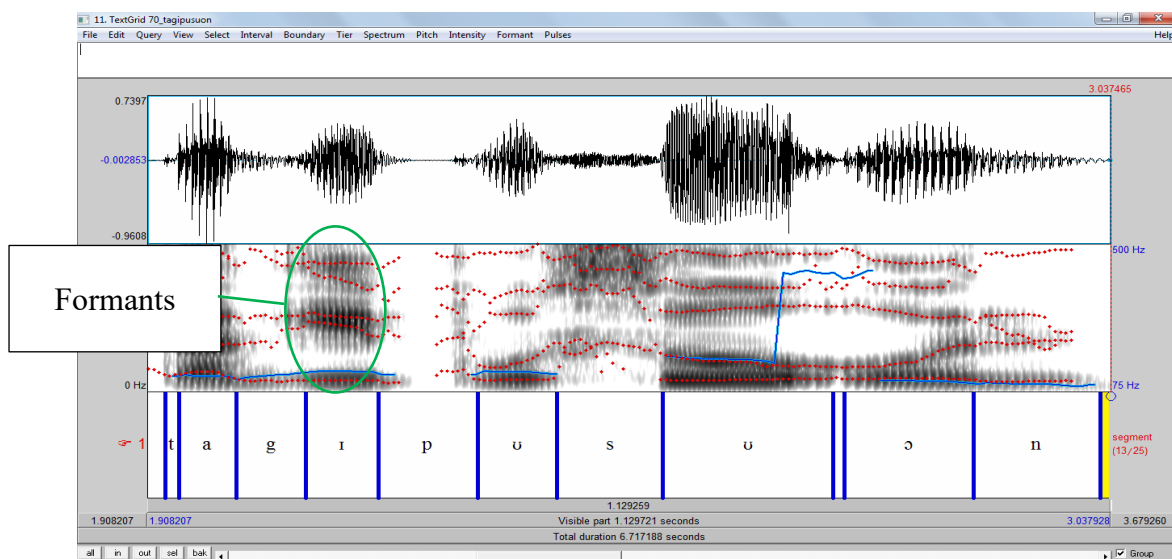 11. TextGrid 70_tagipusuon
File Edit Query View Select Interval Boundary Tier Spectrum Pitch Intensity Formant Pulses Help
3.037465
0.7397
-0.002853
-0.9608
500 Hz
Formants
0 Hz
75 Hz
1 t a g ɪ p ʊ s ʊ ɔ n
segment
(13/25)
1.129259
1.908207 1.908207 Visible part 1.129721 seconds 3.037928 3.679260
Total duration 6.717188 seconds
all in out sel bak Group